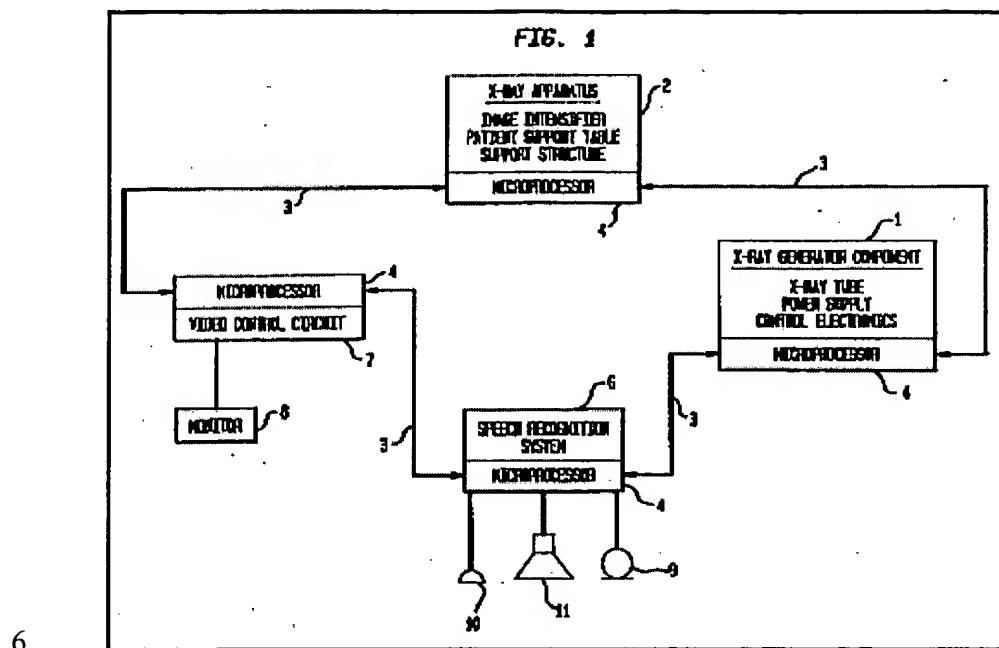 FIG. 1
X-RAY APPARATUS
IMAGE INTENSIFIER
PATIENT SUPPORT TABLE
SUPPORT STRUCTURE
MICROPROCESSOR
2
3
3
4
1
X-RAY GENERATOR COMPONENT
X-RAY TUBE
POWER SUPPLY
CONTROL ELECTRONICS
MICROPROCESSOR
4
4
MICROPROCESSOR
VIDEO CONTROL CIRCUIT
7
MONITOR
8
3
3
6
SPEECH RECOGNITION
SYSTEM
MICROPROCESSOR
4
10
11
9
6